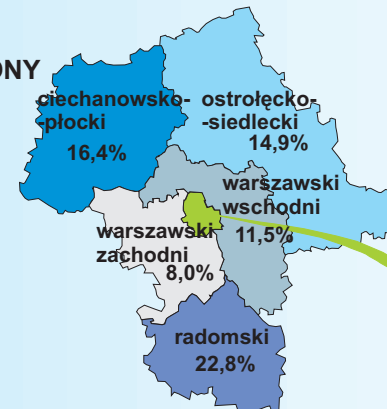 ONY
ciechanowsko-
-płocki
16,4%
ostrołęcko-
-siedlecki
14,9%
warszawski
wschodni
11,5%
warszawski
zachodni
8,0%
radomski
22,8%